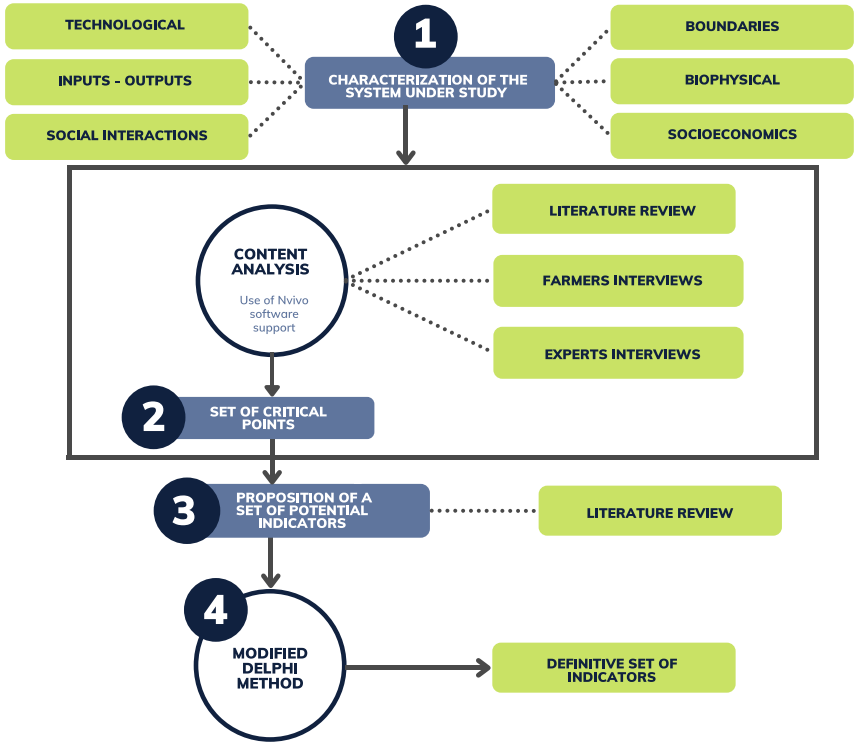 TECHNOLOGICAL
INPUTS - OUTPUTS
SOCIAL INTERACTIONS
1
CHARACTERIZATION OF THE
SYSTEM UNDER STUDY
BOUNDARIES
BIOPHYSICAL
SOCIOECONOMICS
CONTENT
ANALYSIS
Use of Nvivo
software
support
LITERATURE REVIEW
FARMERS INTERVIEWS
EXPERTS INTERVIEWS
2
SET OF CRITICAL
POINTS
3
PROPOSITION OF A
SET OF POTENTIAL
INDICATORS
LITERATURE REVIEW
4
MODIFIED
DELPHI
METHOD
DEFINITIVE SET OF
INDICATORS